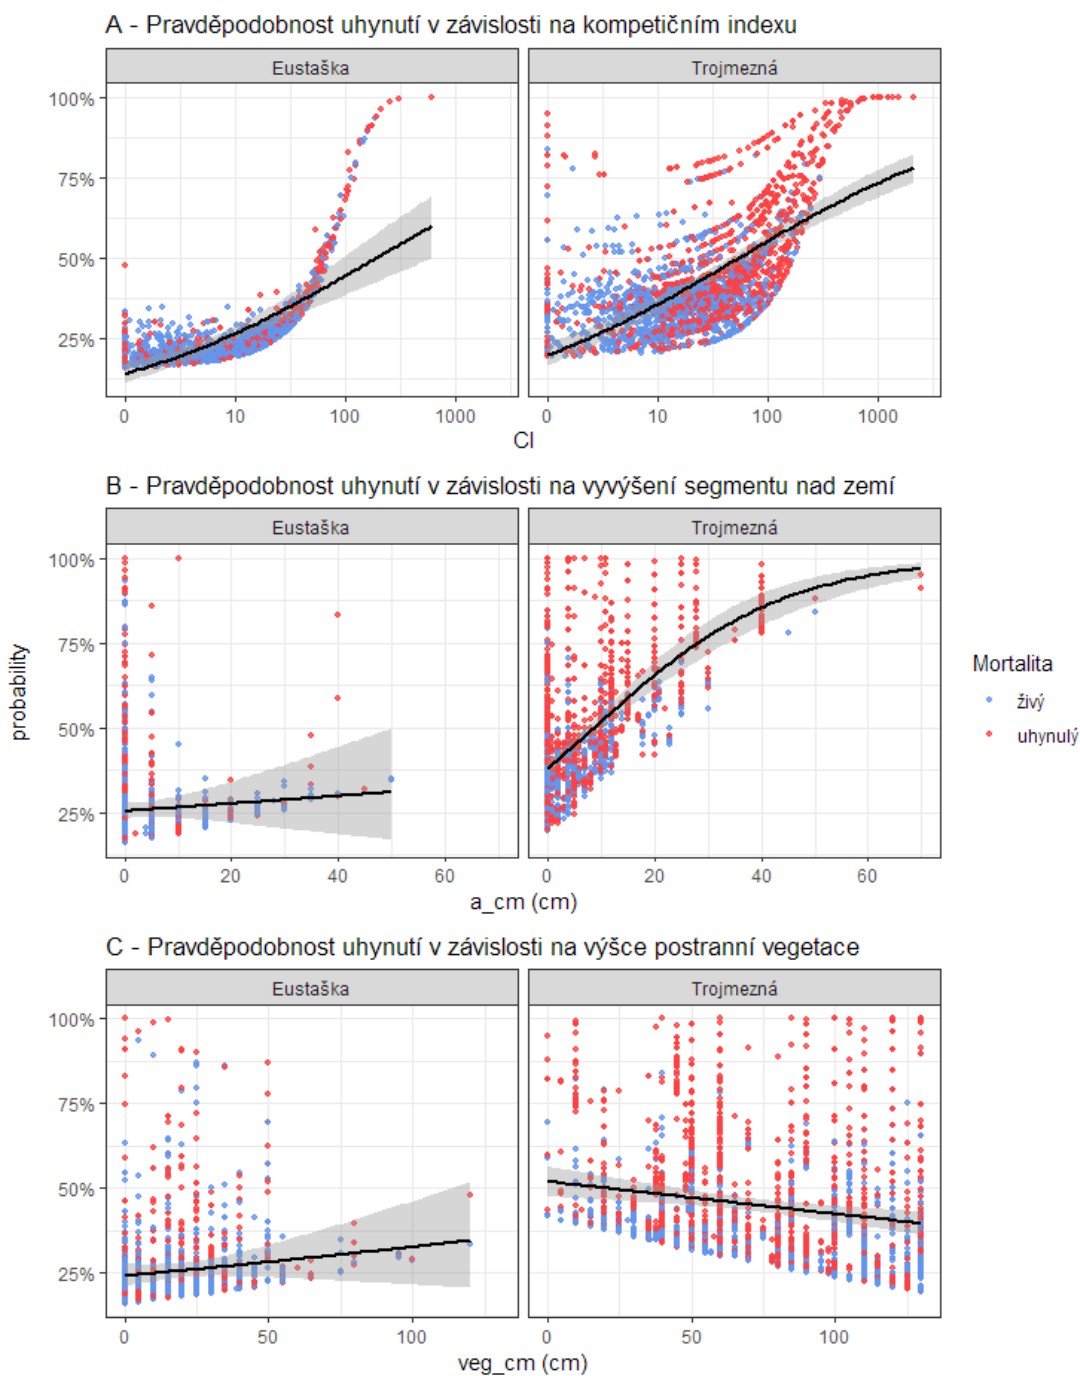 A - Pravděpodobnost uhynutí v závislosti na kompetičním indexu
Eustaška Trojmezná
100%
75%
50%
25%
0 10 100 1000 0 10 100 1000
CI
B - Pravděpodobnost uhynutí v závislosti na vyvýšení segmentu nad zemí
Eustaška Trojmezná
100%
75%
50%
25%
0 20 40 60 0 20 40 60
a_cm (cm)
probability
Mortalita
živý
uhynulý
C - Pravděpodobnost uhynutí v závislosti na výšce postranní vegetace
Eustaška Trojmezná
100%
75%
50%
25%
0 50 100 0 50 100
veg_cm (cm)